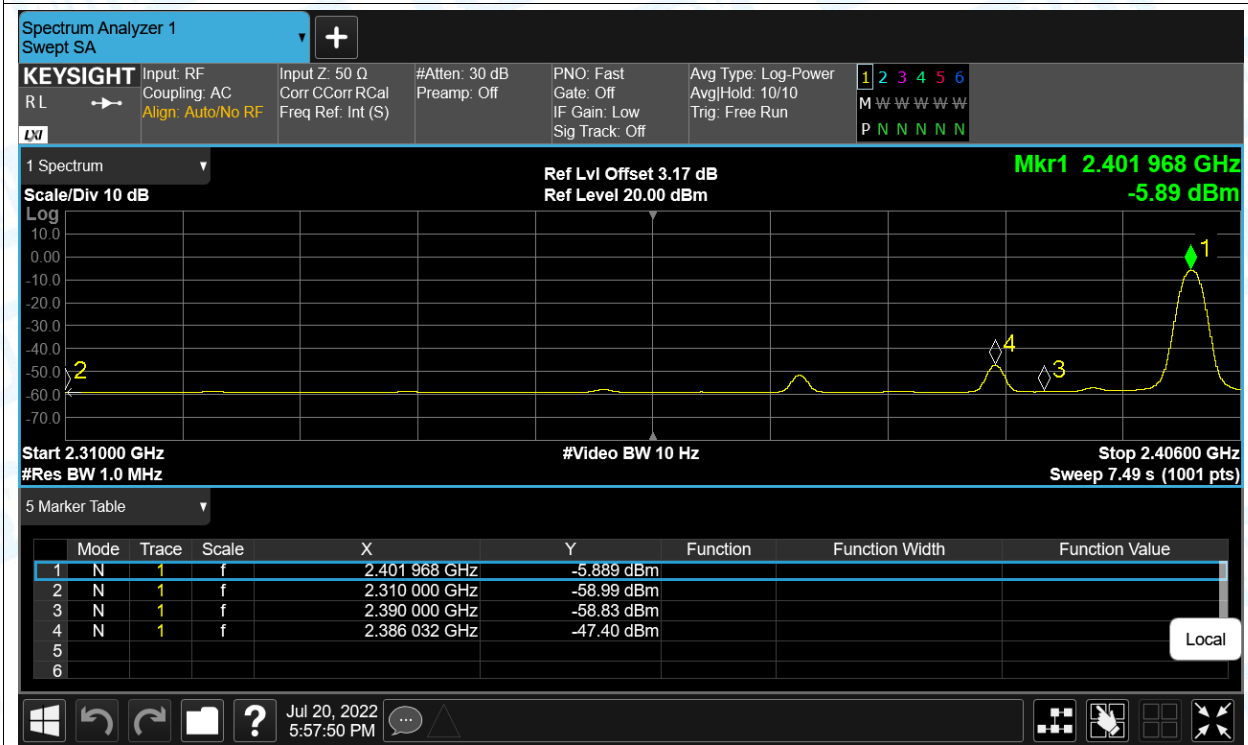 Spectrum Analyzer 1
Swept SA
+
KEYSIGHT Input: RF Input Z: 50 Ω #Atten: 30 dB PNO: Fast Avg Type: Log-Power 1 2 3 4 5 6
RL Coupling: AC Corr CCorr RCal Preamp: Off Gate: Off Avg|Hold: 10/10 M W W W W W
Align: Auto/No RF Freq Ref: Int (S) IF Gain: Low Trig: Free Run
LXI Sig Track: Off P N N N N N
1 Spectrum Ref Lvl Offset 3.17 dB Mkr1 2.401 968 GHz
Scale/Div 10 dB Ref Level 20.00 dBm -5.89 dBm
Log
10.0
0.00 1
-10.0
-20.0
-30.0
-40.0 4
-50.0 2 3
-60.0
-70.0
Start 2.31000 GHz #Video BW 10 Hz Stop 2.40600 GHz
#Res BW 1.0 MHz Sweep 7.49 s (1001 pts)
5 Marker Table
Mode Trace Scale X Y Function Function Width Function Value
1 N 1 f 2.401 968 GHz -5.889 dBm
2 N 1 f 2.310 000 GHz -58.99 dBm
3 N 1 f 2.390 000 GHz -58.83 dBm
4 N 1 f 2.386 032 GHz -47.40 dBm
5
6
Local
? Jul 20, 2022
5:57:50 PM